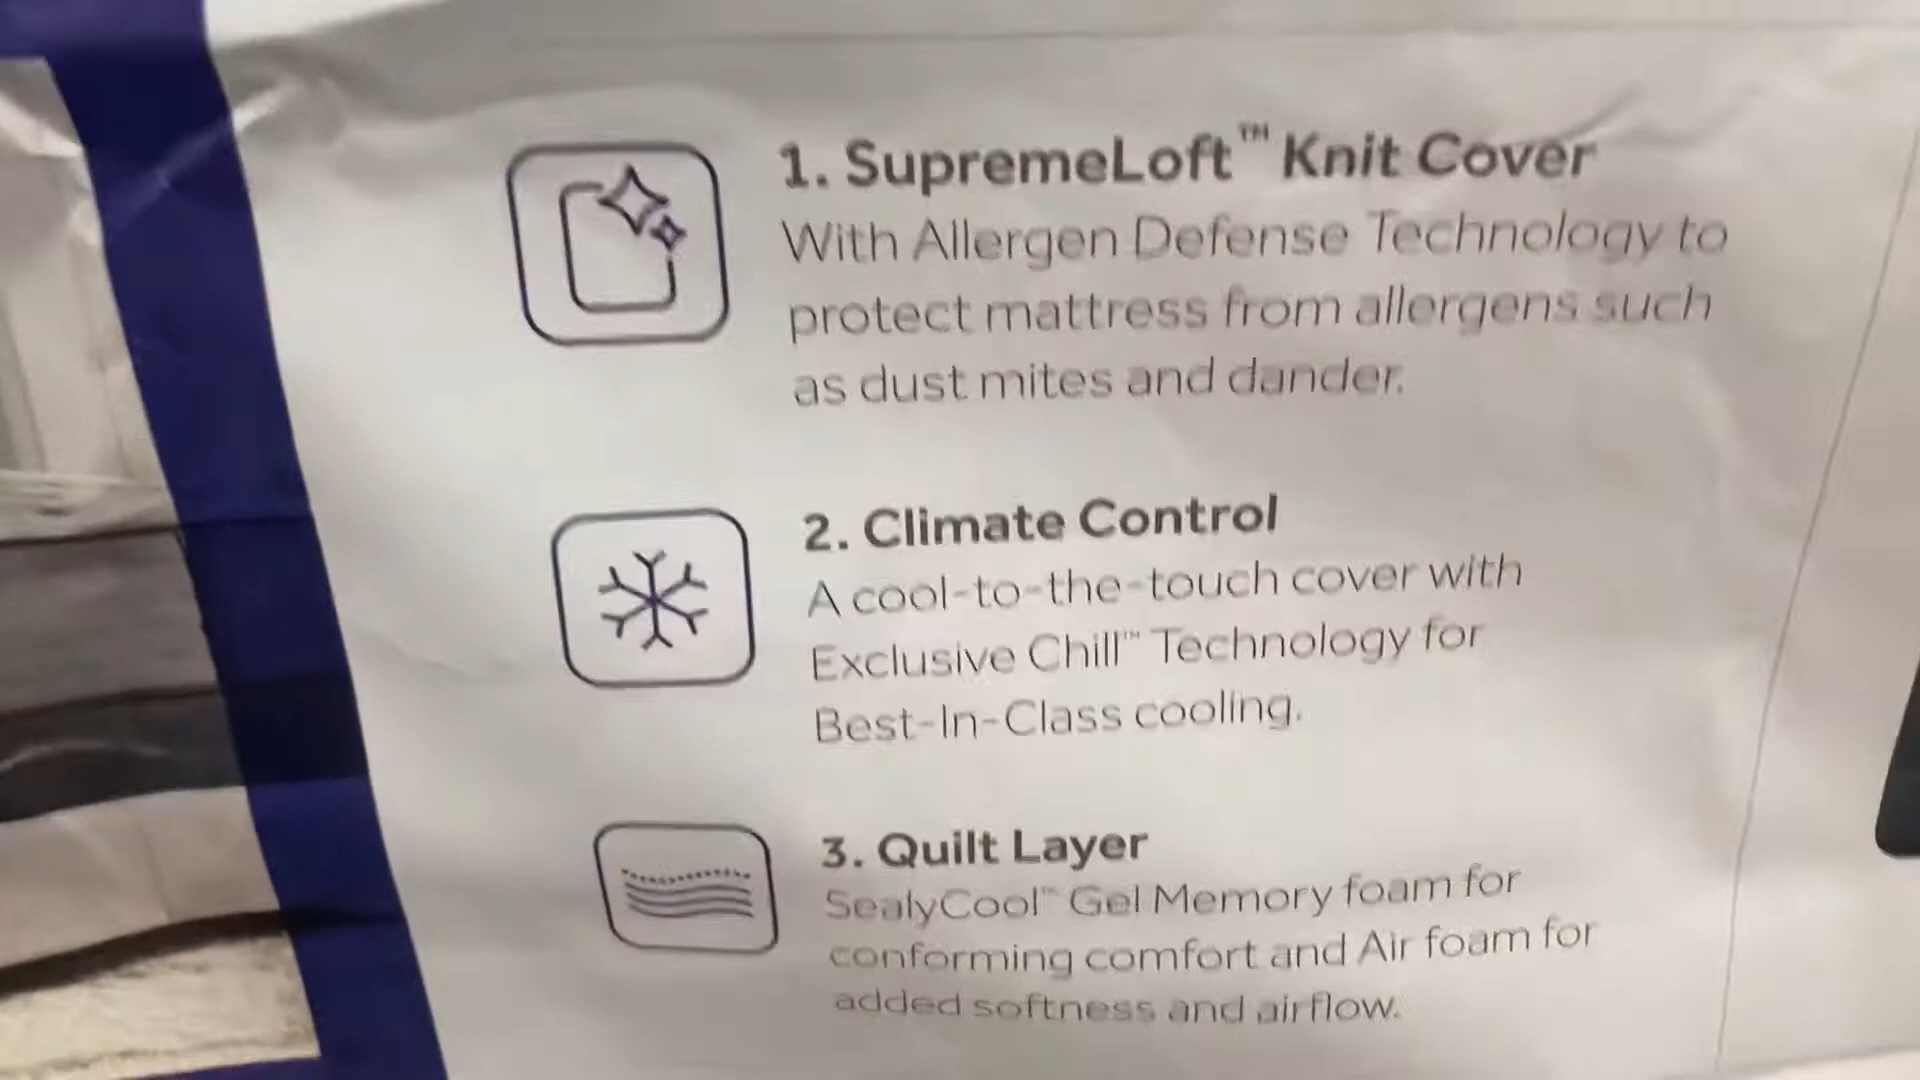 1. SupremeLoft™ Knit Cover
With Allergen Defense Technology to
protect mattress from allergens such
as dust mites and dander.
2. Climate Control
A cool-to-the-touch cover with
Exclusive Chill™ Technology for
Best-In-Class cooling.
3. Quilt Layer
SealyCool™ Gel Memory foam for
conforming comfort and Air foam for
added softness and airflow.